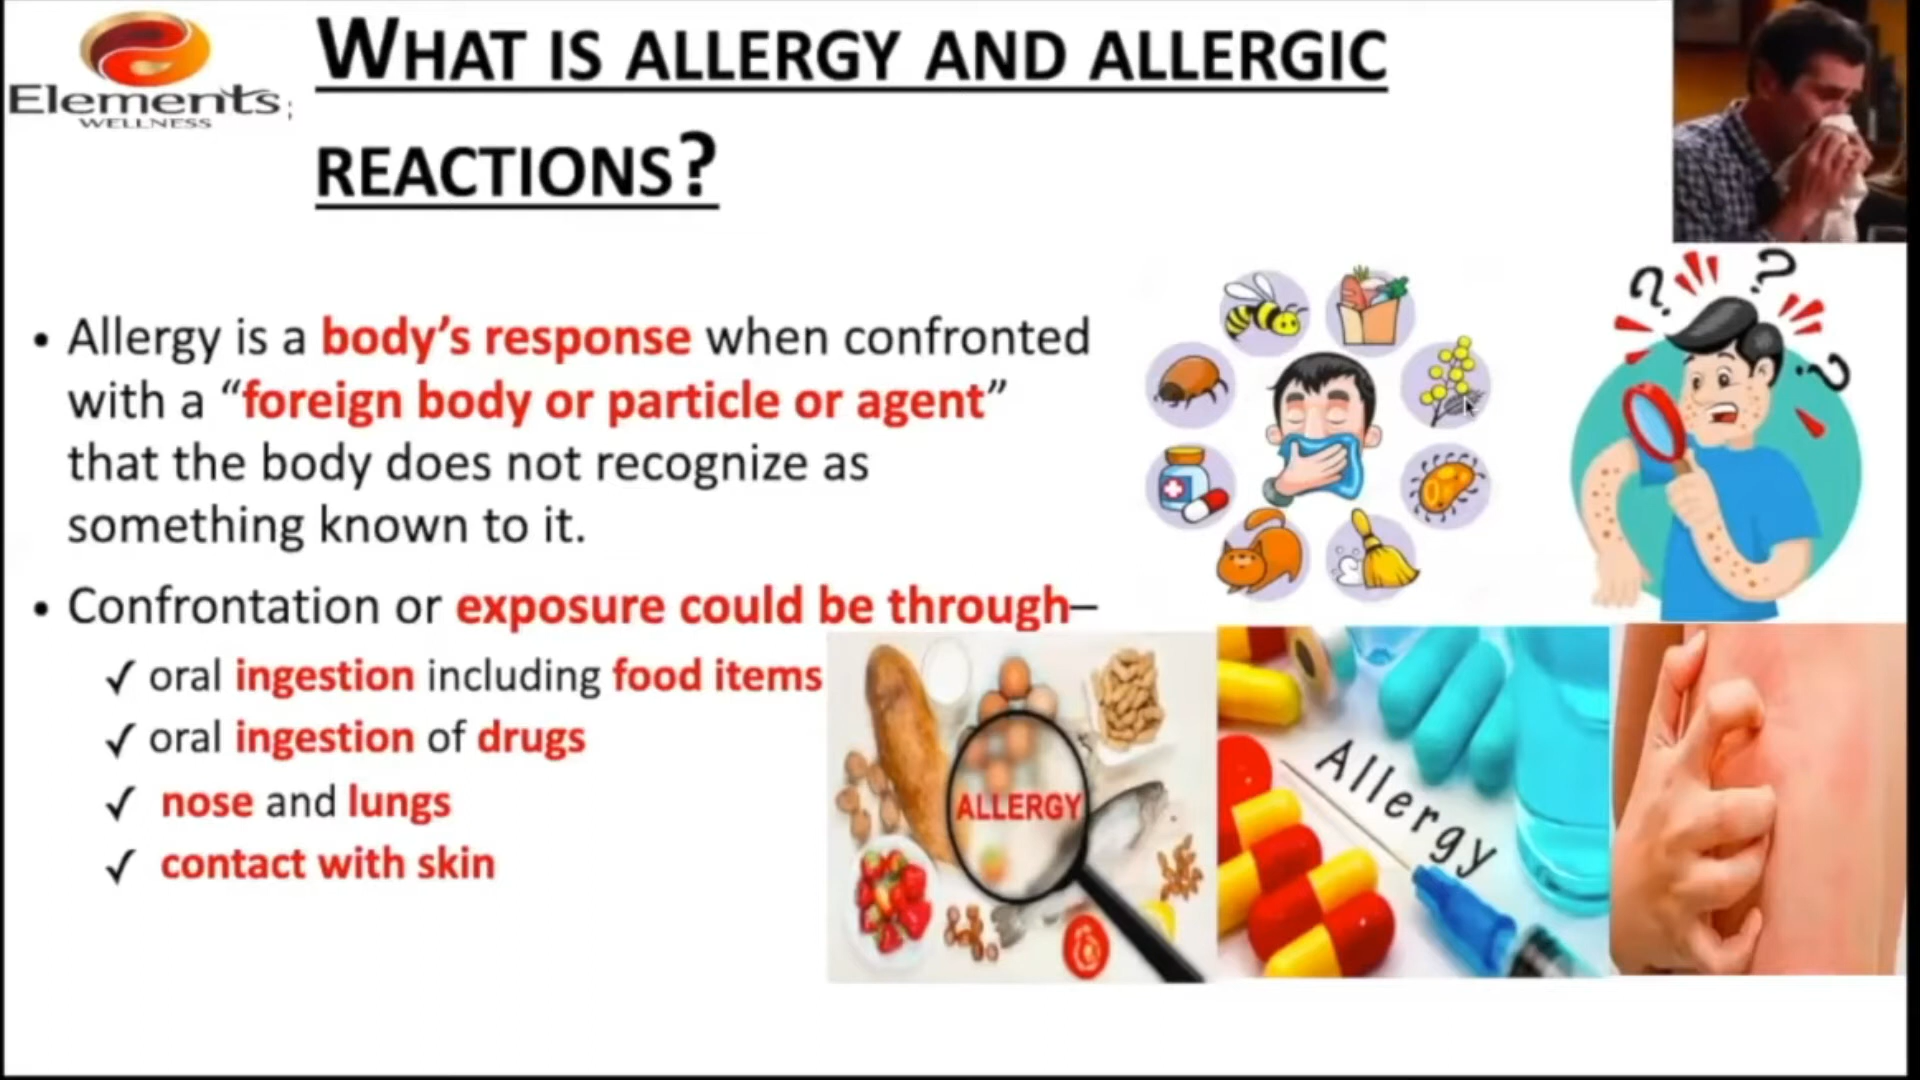 Elements
WELLNESS
WHAT IS ALLERGY AND ALLERGIC
REACTIONS?
• Allergy is a body's response when confronted
with a “foreign body or particle or agent”
that the body does not recognize as
something known to it.
• Confrontation or exposure could be through–
✓ oral ingestion including food items
✓ oral ingestion of drugs
✓ nose and lungs
✓ contact with skin
ALLERGY
Allergy